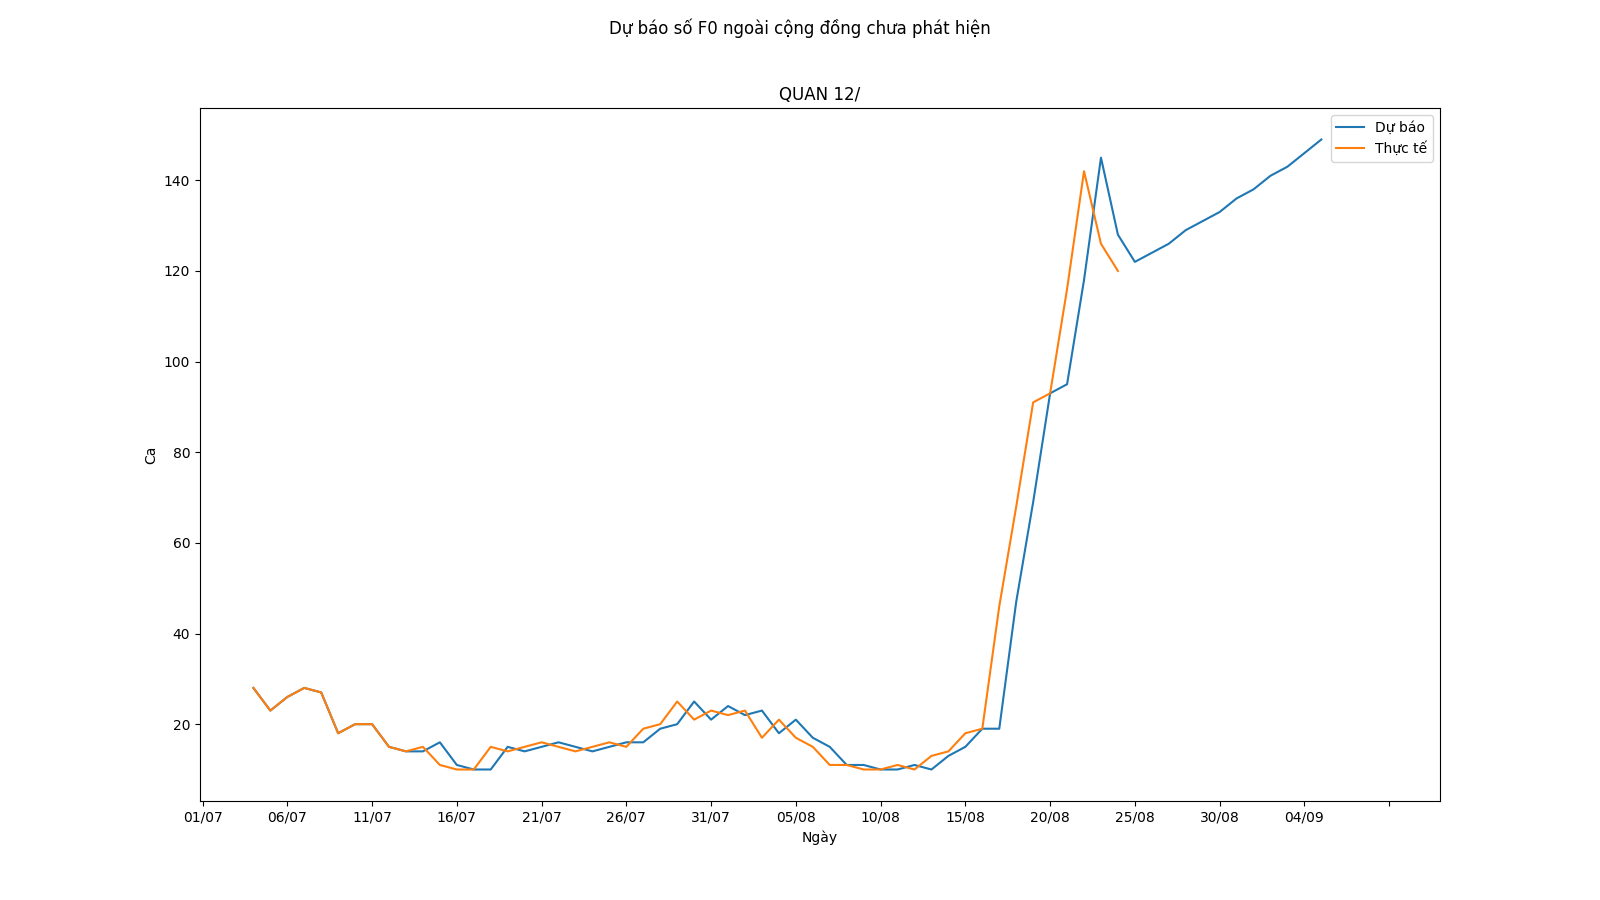 Dự báo số F0 ngoài cộng đồng chưa phát hiện
QUAN 12/
Dự báo
Thực tế
140
120
100
80
60
40
20
Ca
01/07 06/07 11/07 16/07 21/07 26/07 31/07 05/08 10/08 15/08 20/08 25/08 30/08 04/09
Ngày